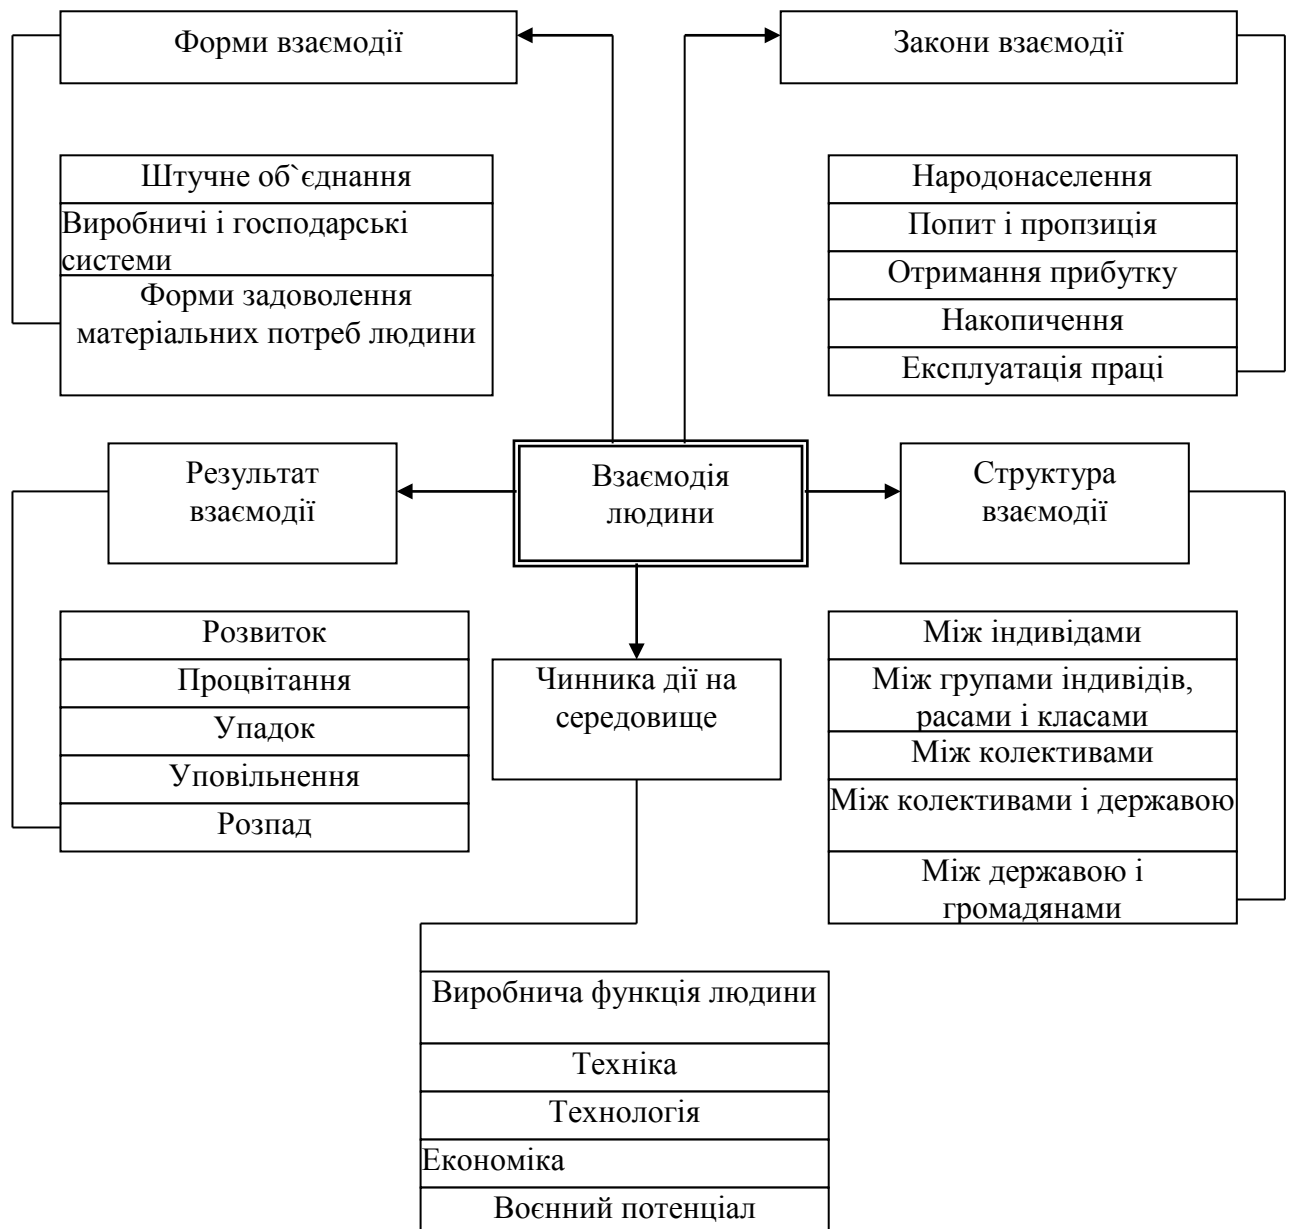 Форми взаємодії
Закони взаємодії
Штучне об`єднання
Виробничі і господарські
системи
Форми задоволення
матеріальних потреб людини
Народонаселення
Попит і пропзиція
Отримання прибутку
Накопичення
Експлуатація праці
Результат
взаємодії
Взаємодія
людини
Структура
взаємодії
Розвиток
Процвітання
Упадок
Уповільнення
Розпад
Чинника дії на
середовище
Між індивідами
Між групами індивідів,
расами і класами
Між колективами
Між колективами і державою
Між державою і
громадянами
Виробнича функція людини
Техніка
Технологія
Економіка
Воєнний потенціал